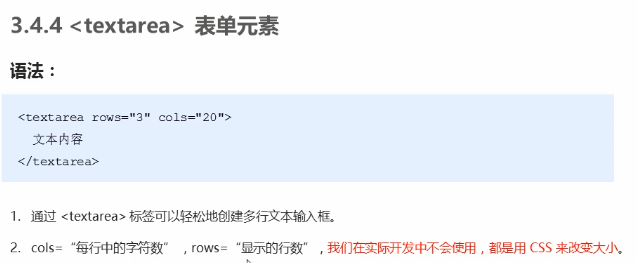 3.4.4 <textarea> 表单元素
语法：
<textarea rows="3" cols="20">
文本内容
</textarea>
1. 通过 <textarea> 标签可以轻松地创建多行文本输入框。
2. cols=“每行中的字符数” ，rows=“显示的行数”，我们在实际开发中不会使用，都是用 CSS 来改变大小。